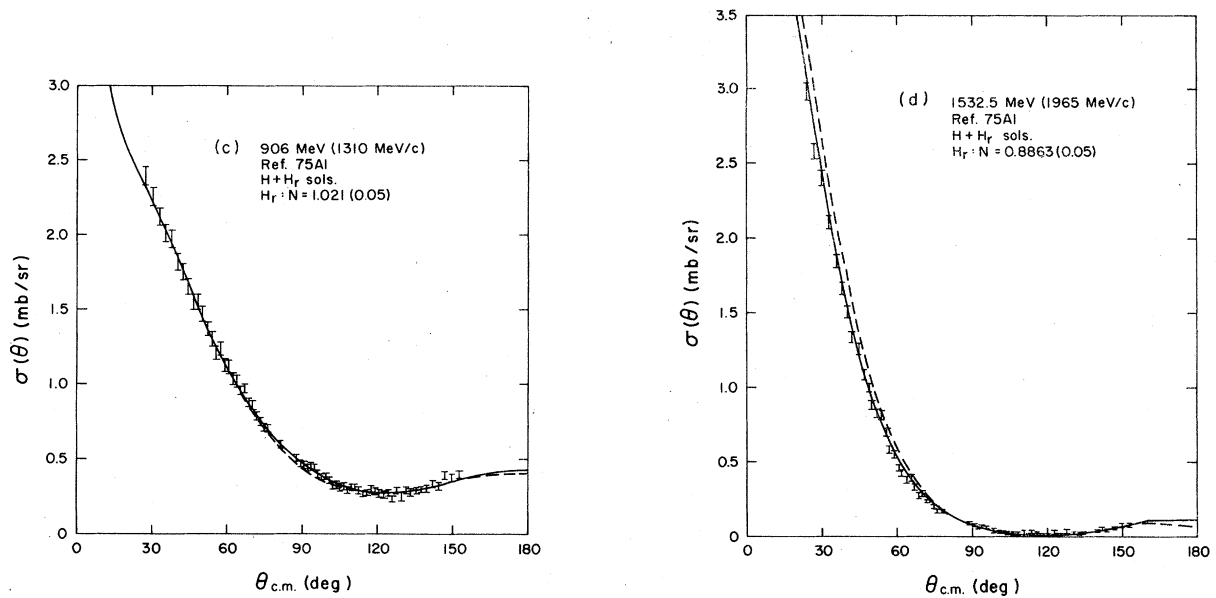 3.0
2.5
2.0
1.5
1.0
0.5
0
0 30 60 90 120 150 180
σ(θ) (mb/sr)
θc.m. (deg)
(c) 906 MeV (1310 MeV/c)
Ref. 75Al
H+Hr sols.
Hr : N = 1.021 (0.05)
3.5
3.0
2.5
2.0
1.5
1.0
0.5
0
0 30 60 90 120 150 180
σ(θ) (mb/sr)
θc.m. (deg)
(d) 1532.5 MeV (1965 MeV/c)
Ref. 75Al
H+Hr sols.
Hr : N = 0.8863 (0.05)